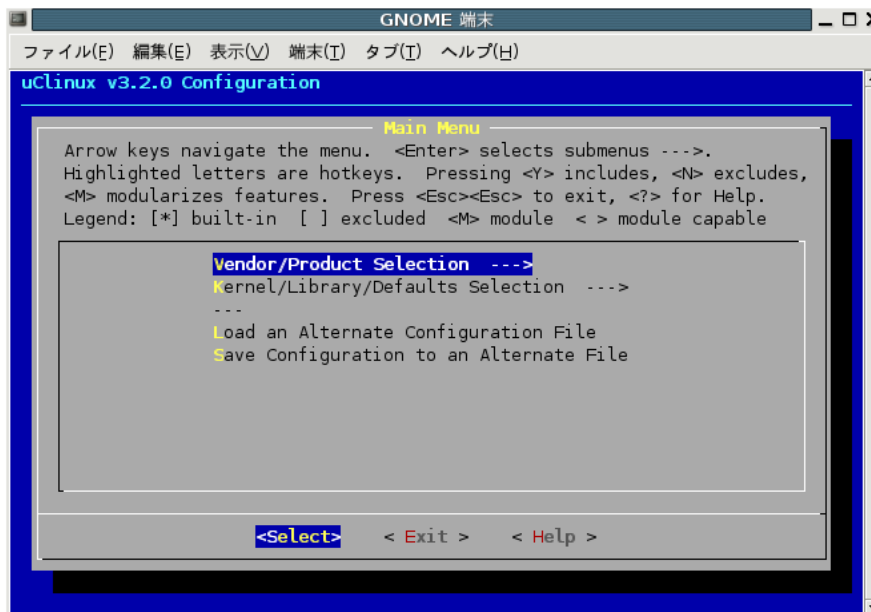 GNOME 端末
ファイル(F) 編集(E) 表示(V) 端末(T) タブ(T) ヘルプ(H)
uClinux v3.2.0 Configuration
Main Menu
Arrow keys navigate the menu.  <Enter> selects submenus --->.
Highlighted letters are hotkeys.  Pressing <Y> includes, <N> excludes,
<M> modularizes features.  Press <Esc><Esc> to exit, <?> for Help.
Legend: [*] built-in  [ ] excluded  <M> module  < > module capable
Vendor/Product Selection  --->
Kernel/Library/Defaults Selection  --->
---
Load an Alternate Configuration File
Save Configuration to an Alternate File
<Select>    < Exit >    < Help >